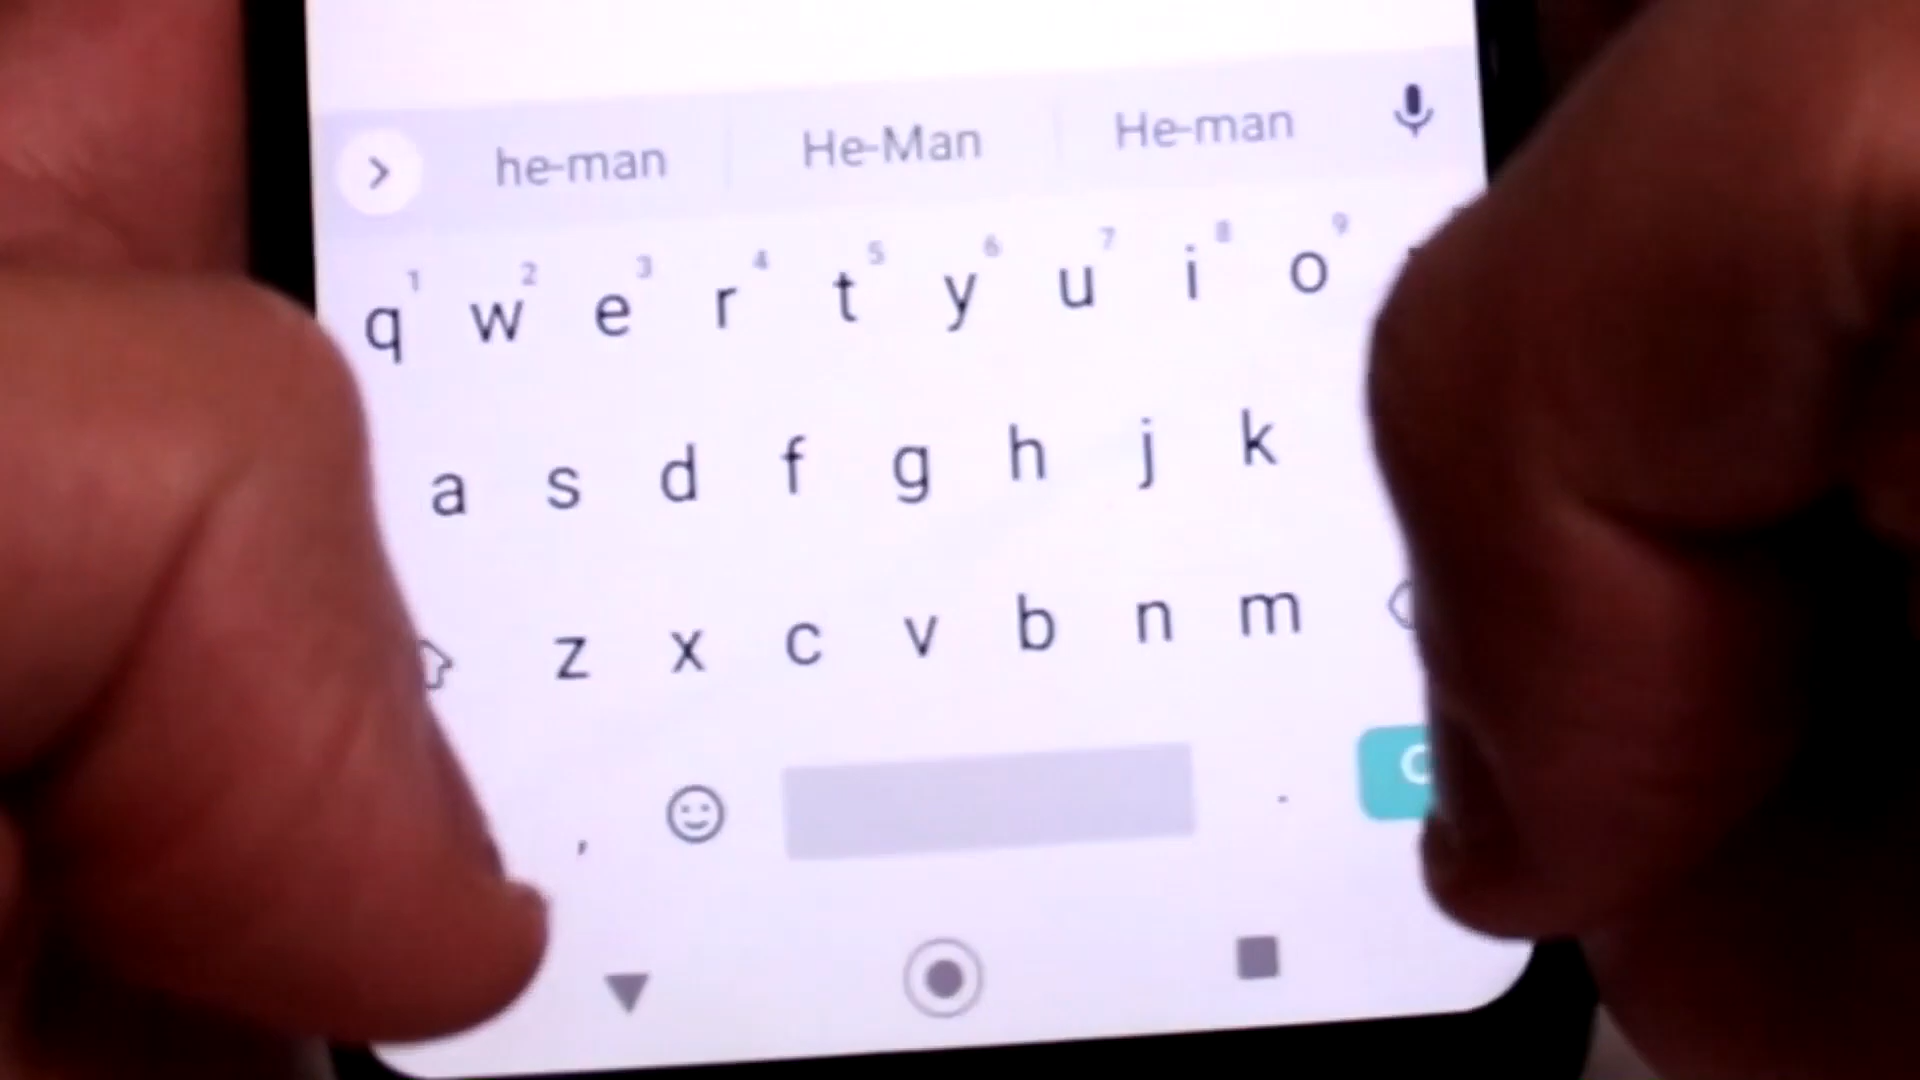 he-man He-Man He-man
1 2 3 4 5 6 7 8 9
q w e r t y u i o
a s d f g h j k
z x c v b n m
, .